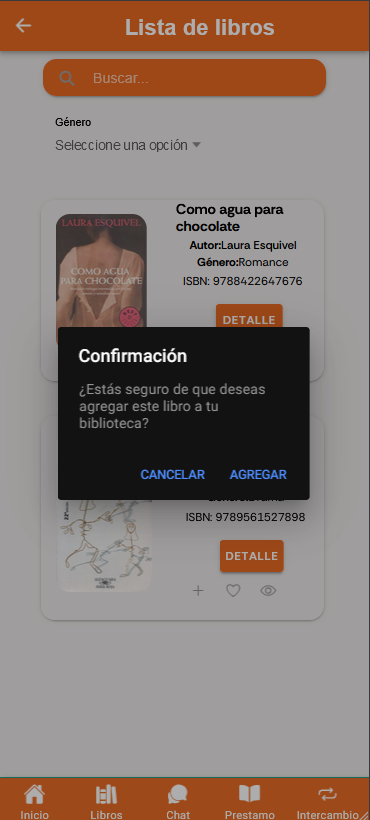 Lista de libros
Buscar...
Género
Seleccione una opción
LAURA ESQUIVEL
COMO AGUA
PARA CHOCOLATE
Como agua para
chocolate
Autor:Laura Esquivel
Género:Romance
ISBN: 9788422647676
DETALLE
Confirmación
¿Estás seguro de que deseas
agregar este libro a tu
biblioteca?
CANCELAR
AGREGAR
ISBN: 9789561527898
DETALLE
Inicio
Libros
Chat
Prestamo
Intercambio